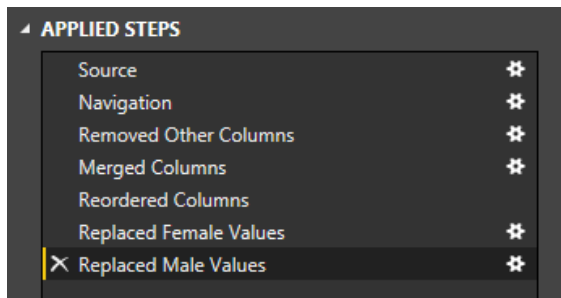 APPLIED STEPS
Source
Navigation
Removed Other Columns
Merged Columns
Reordered Columns
Replaced Female Values
Replaced Male Values